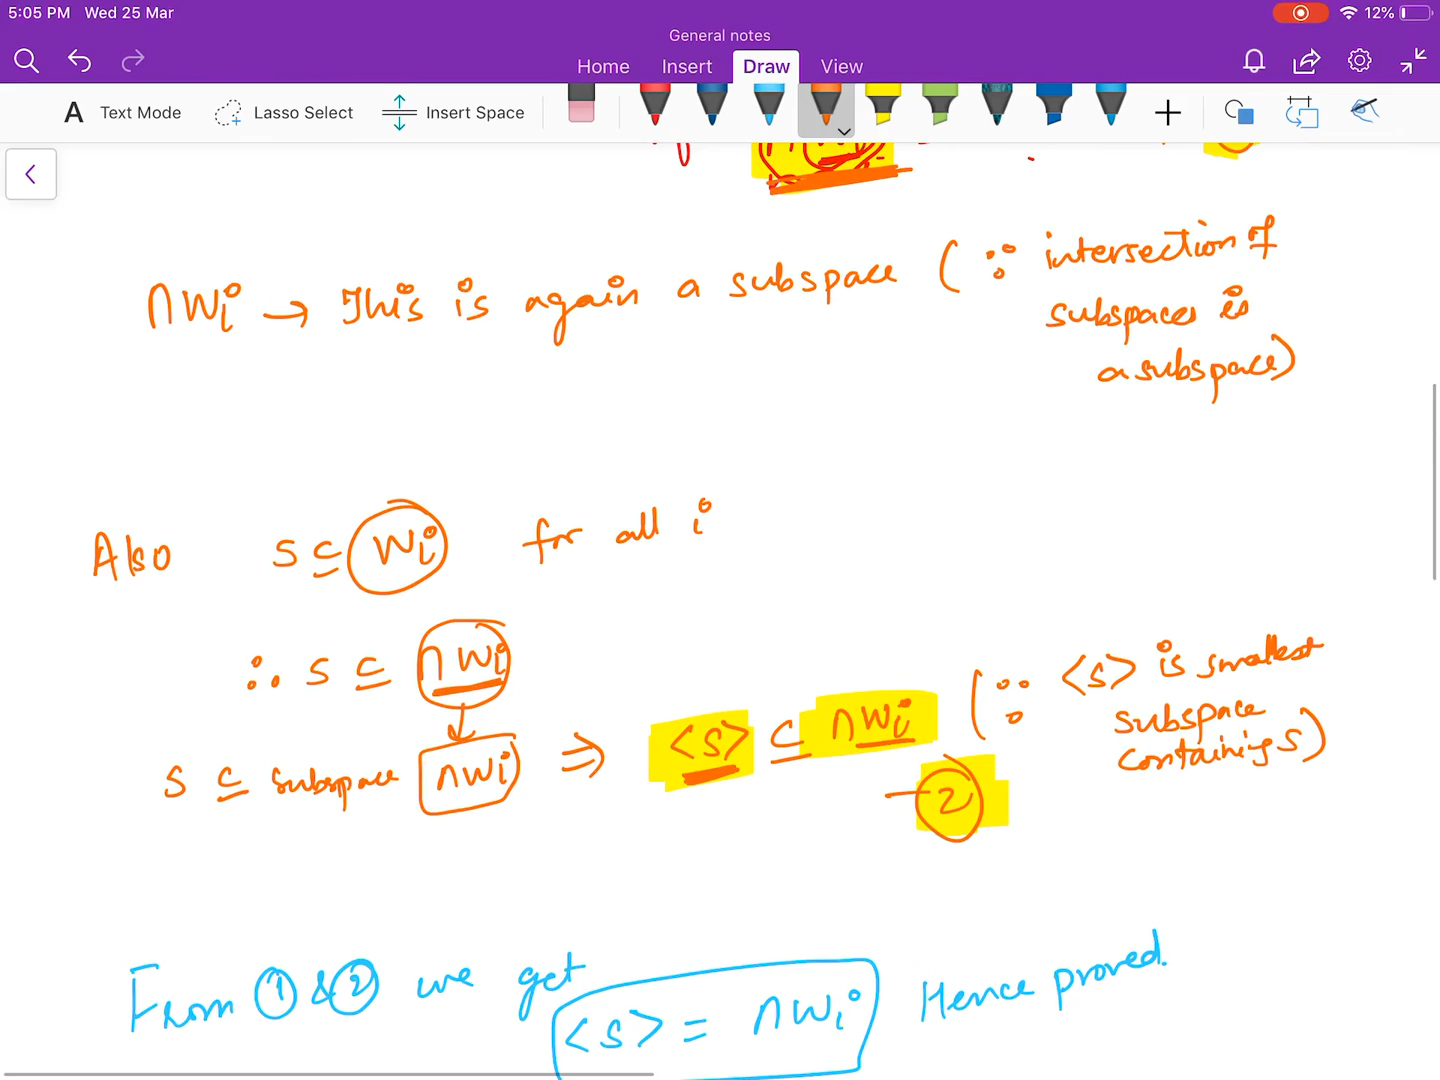 5:05 PM Wed 25 Mar
12%
General notes
Home Insert Draw View
A Text Mode Lasso Select Insert Space
∩Wi → This is again a subspace (∵ intersection of
subspaces is
a subspace)
Also S ⊆ Wi for all i
∴ S ⊆ ∩Wi
S ⊆ subspace ∩Wi ⇒ <S> ⊆ ∩Wi (∵ <S> is smallest
subspace
containing S)
— 2
From 1 & 2 we get
<S> = ∩Wi Hence proved.